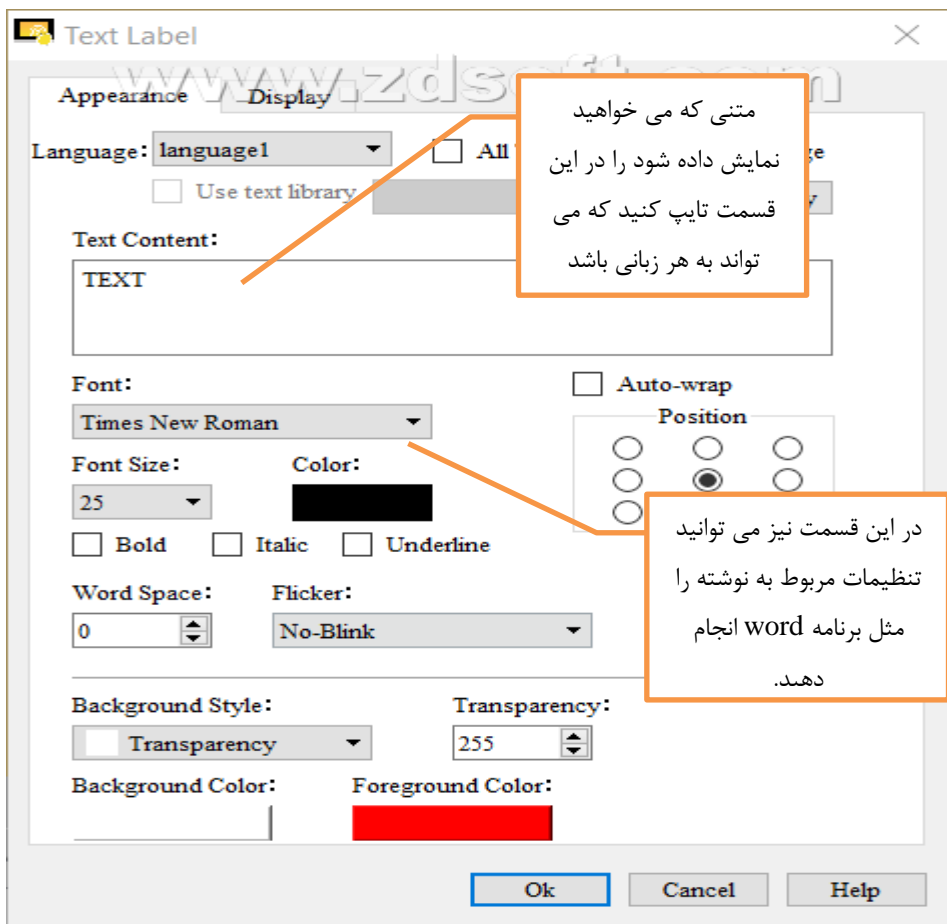 Text Label
www.zdsoft.com
Appearance Display
متنی که می خواهید
نمایش داده شود را در این
قسمت تایپ کنید که می
تواند به هر زبانی باشد
Language: language1 All
Use text library
Text Content:
TEXT
Font: Auto-wrap
Times New Roman
Position
Font Size: Color:
25
Bold Italic Underline
در این قسمت نیز می توانید
تنظیمات مربوط به نوشته را
مثل برنامه word انجام
دهید.
Word Space: Flicker:
0 No-Blink
Background Style: Transparency:
Transparency 255
Background Color: Foreground Color:
Ok Cancel Help